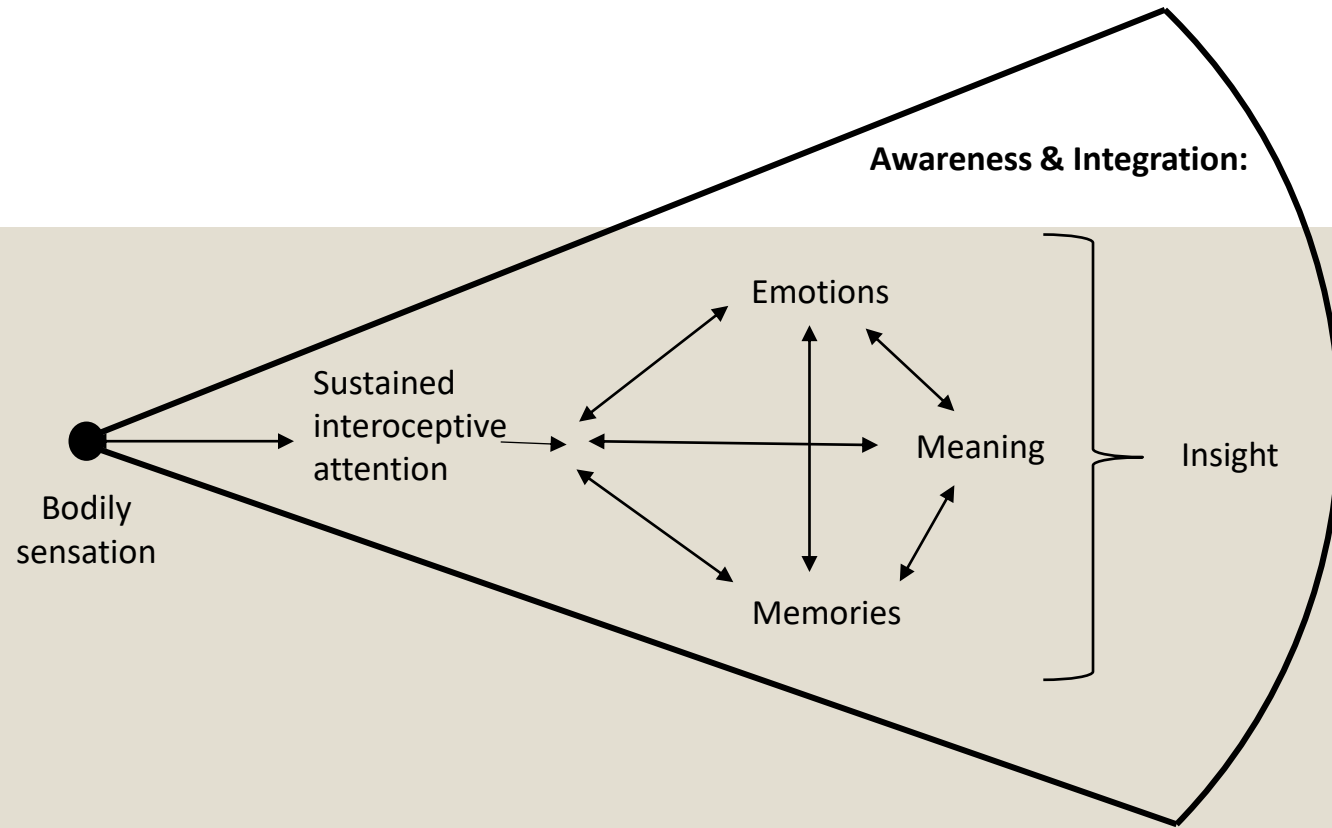 Awareness & Integration:
Emotions
Sustained
interoceptive
attention
Meaning
Insight
Bodily
sensation
Memories